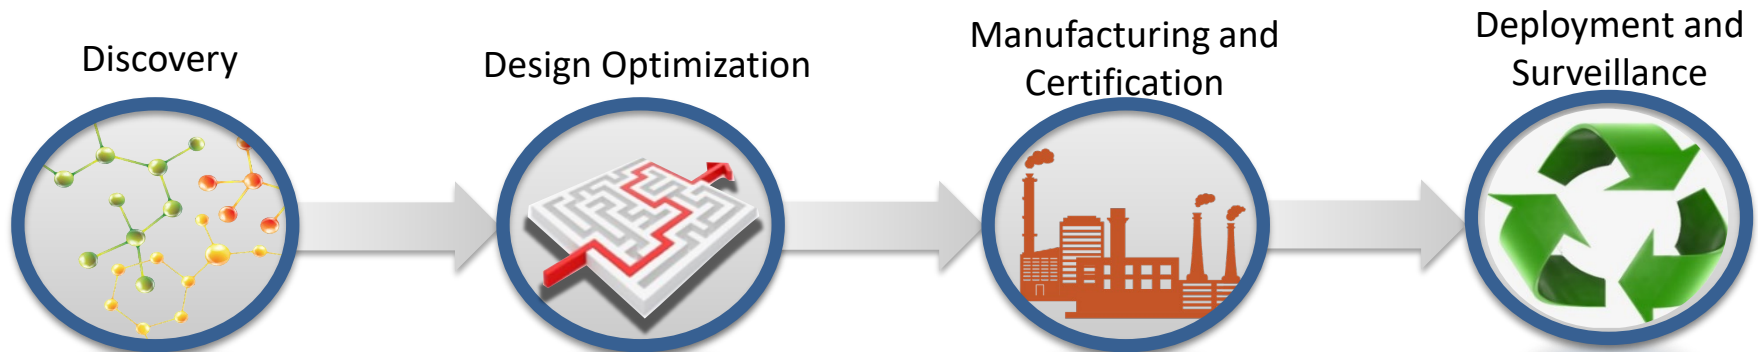 Discovery
Design Optimization
Manufacturing and
Certification
Deployment and
Surveillance